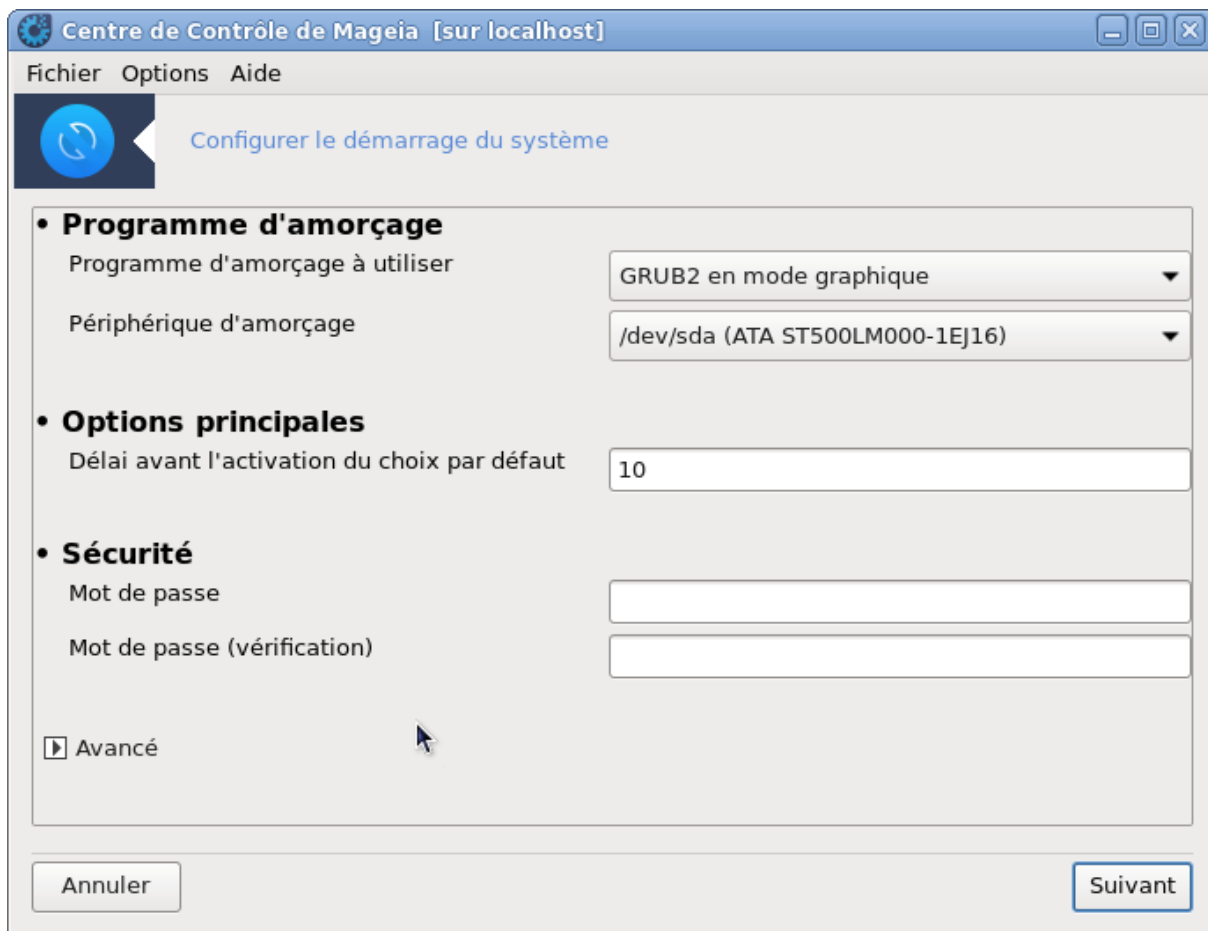 Centre de Contrôle de Mageia [sur localhost]
Fichier Options Aide
Configurer le démarrage du système
• Programme d'amorçage
Programme d'amorçage à utiliser GRUB2 en mode graphique
Périphérique d'amorçage /dev/sda (ATA ST500LM000-1EJ16)
• Options principales
Délai avant l'activation du choix par défaut 10
• Sécurité
Mot de passe
Mot de passe (vérification)
Avancé
Annuler Suivant